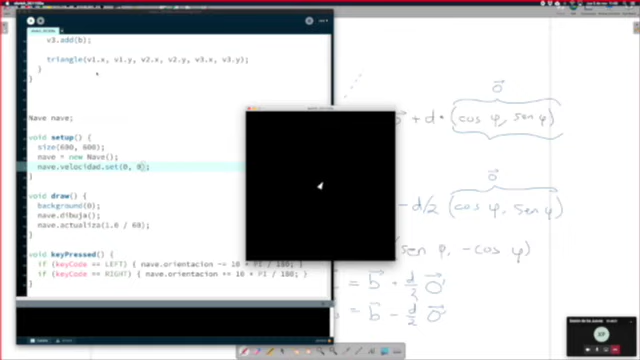 v3.add(b);
triangle(v1.x, v1.y, v2.x, v2.y, v3.x, v3.y);
}
}
Nave nave;
void setup() {
size(600, 600);
nave = new Nave();
nave.velocidad.set(0, 0);
}
void draw() {
background(0);
nave.dibuja();
nave.actualiza(1.0 / 60);
}
void keyPressed() {
if (keyCode == LEFT) { nave.orientacion -= 10 * PI / 180; }
if (keyCode == RIGHT) { nave.orientacion += 10 * PI / 180; }
}
o
+ d • (cos φ, sen φ)
o
- d/2 (cos φ, sen φ)
sen φ, -cos φ)
= b + d/2 o'
= b - d/2 o'
XP